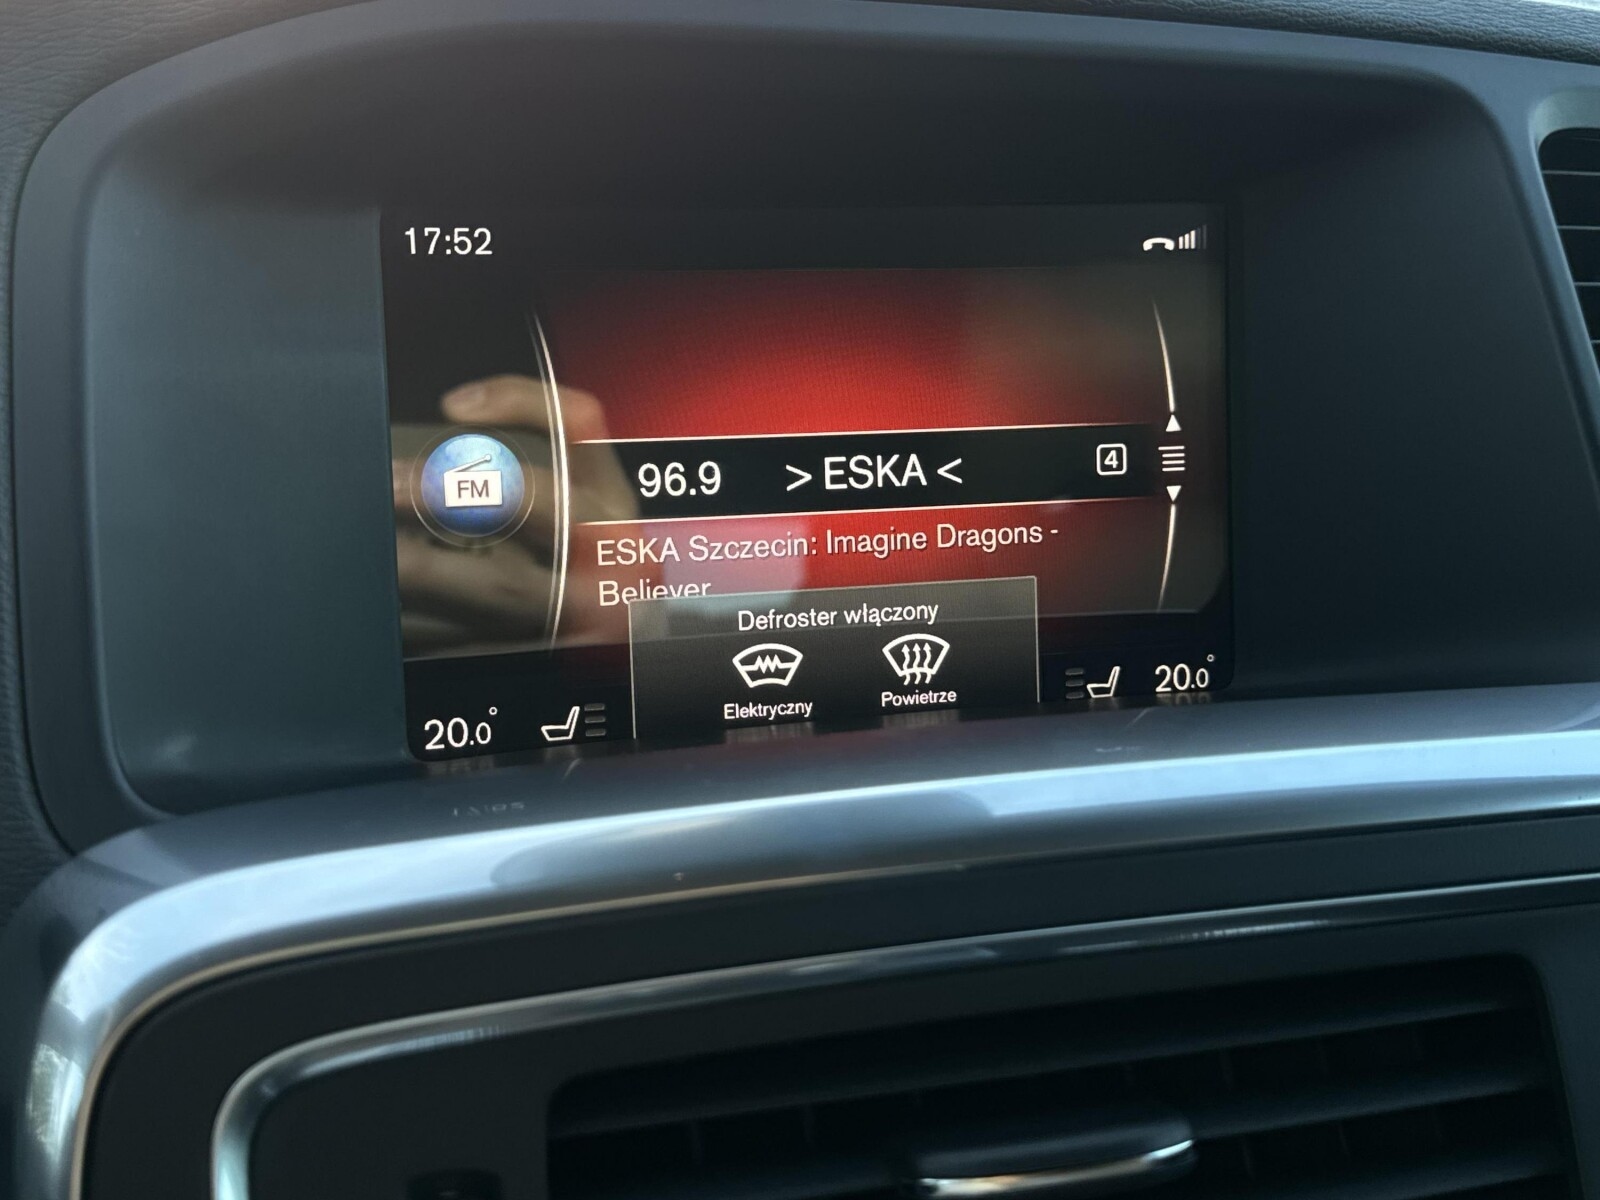 17:52
FM
96.9 > ESKA < 4
ESKA Szczecin: Imagine Dragons -
Believer
Defroster włączony
Elektryczny Powietrze
20.0° 20.0°